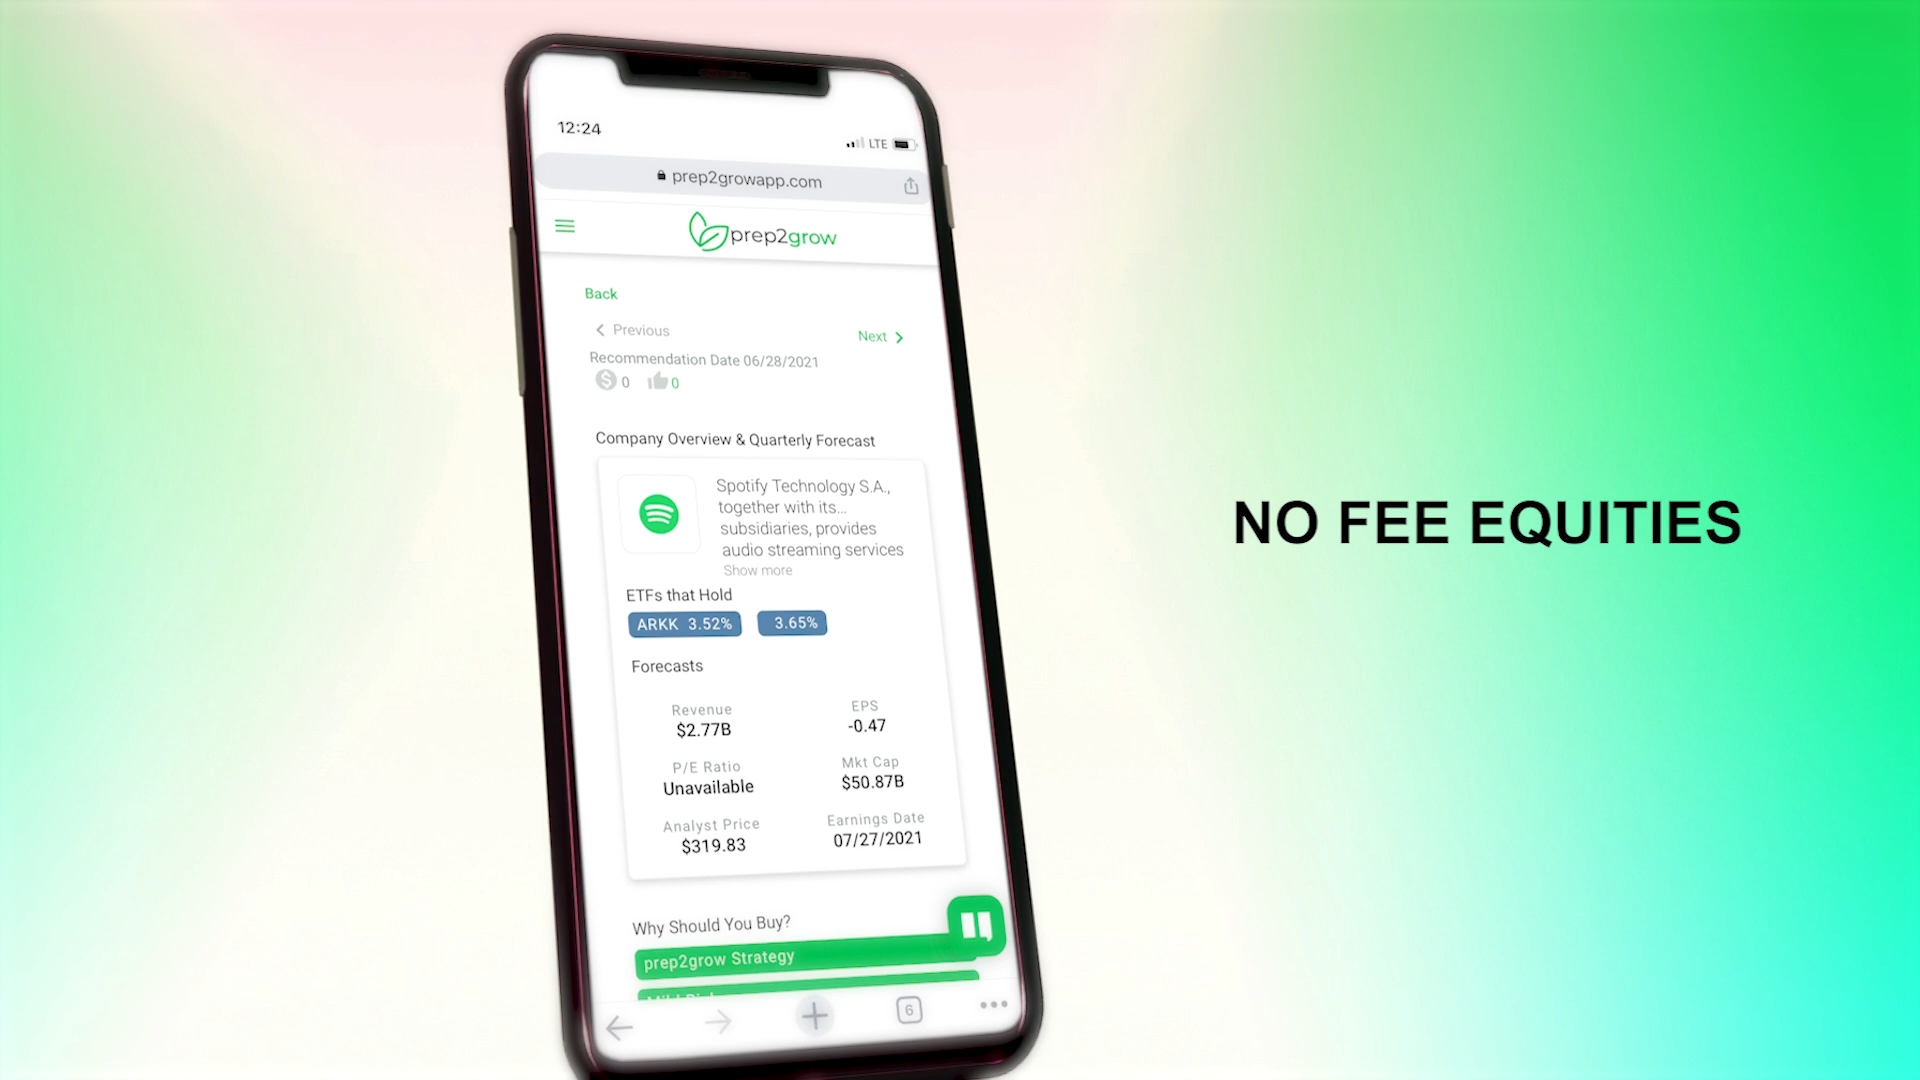 12:24
LTE
prep2growapp.com
prep2grow
Back
Previous
Next
Recommendation Date 06/28/2021
0 0
Company Overview & Quarterly Forecast
Spotify Technology S.A.,
together with its...
subsidiaries, provides
audio streaming services
Show more
ETFs that Hold
ARKK 3.52% 3.65%
Forecasts
Revenue EPS
$2.77B -0.47
P/E Ratio Mkt Cap
Unavailable $50.87B
Analyst Price Earnings Date
$319.83 07/27/2021
Why Should You Buy?
prep2grow Strategy
6
NO FEE EQUITIES